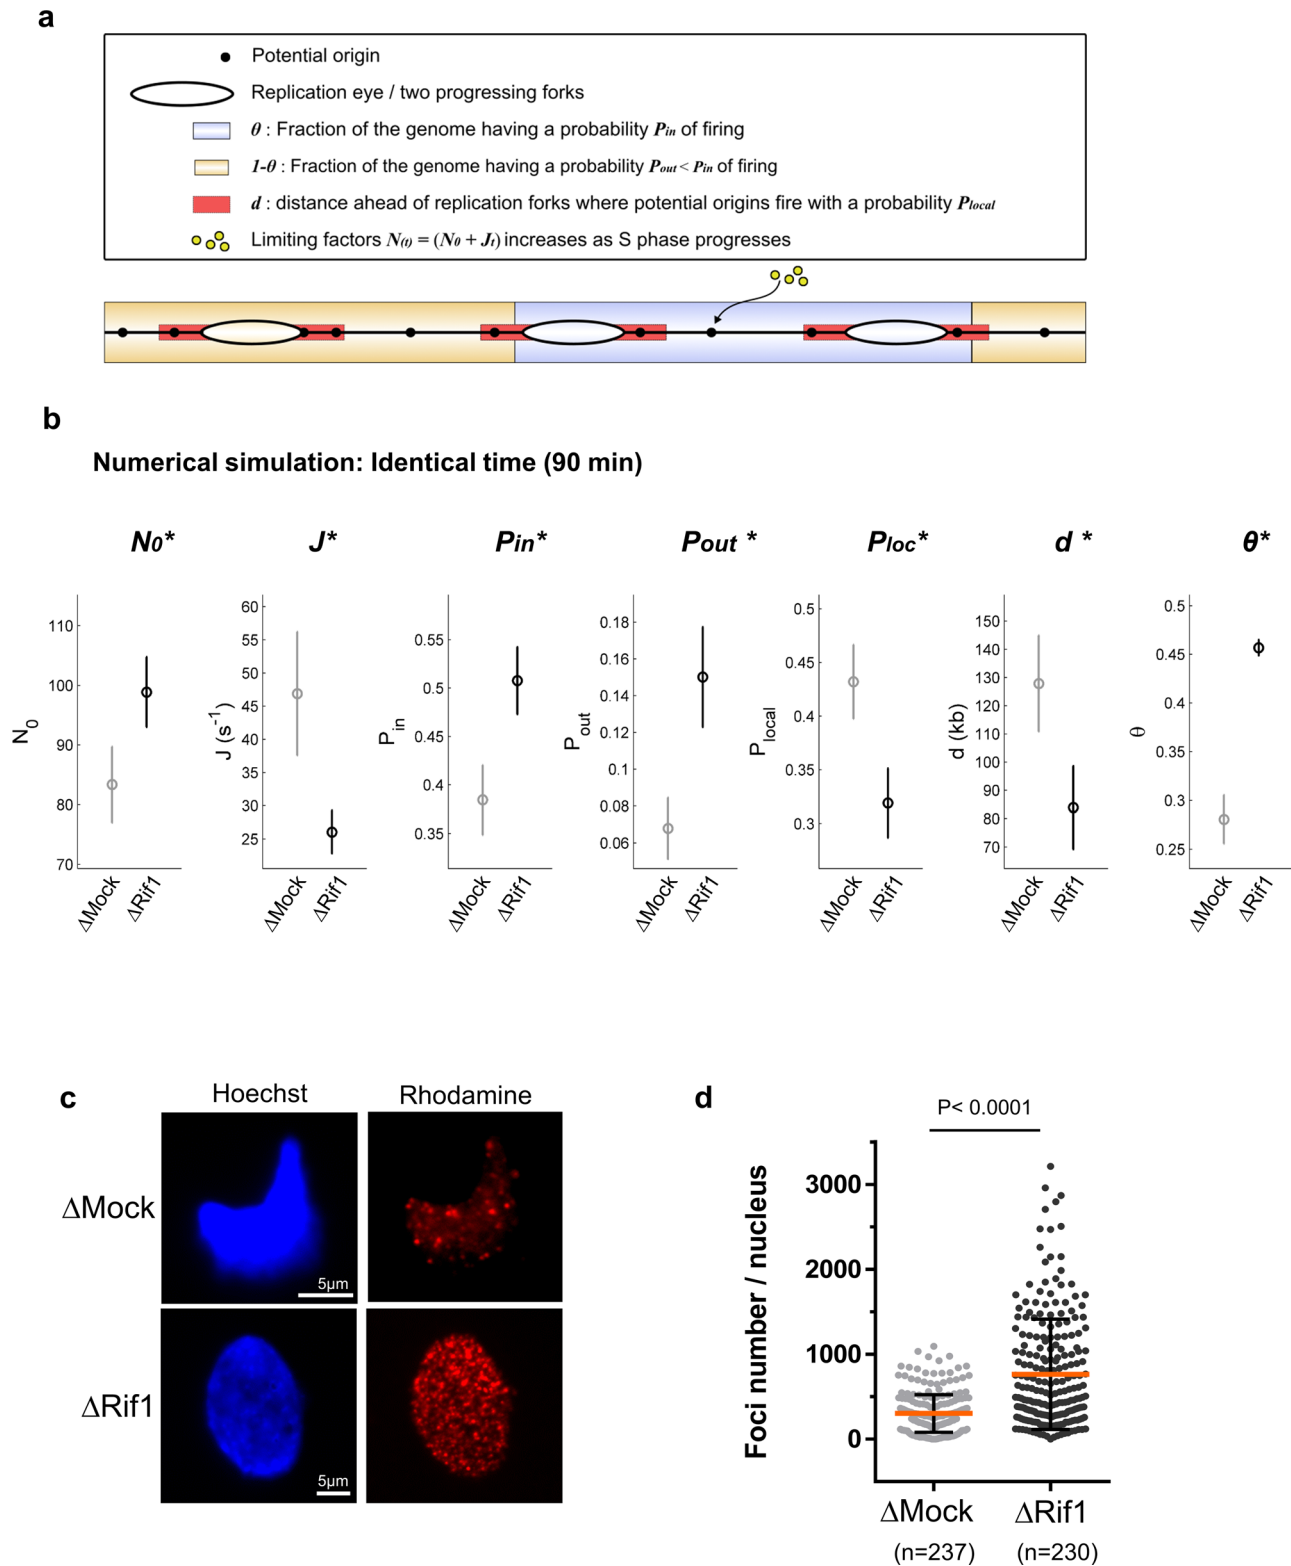 a
Potential origin
Replication eye / two progressing forks
θ : Fraction of the genome having a probability Pin of firing
1-θ : Fraction of the genome having a probability Pout < Pin of firing
d : distance ahead of replication forks where potential origins fire with a probability Plocal
Limiting factors N(t) = (N0 + Jt) increases as S phase progresses
b
Numerical simulation: Identical time (90 min)
N0* J* Pin* Pout * Ploc* d * θ*
N0
110
100
90
80
70
ΔMock ΔRif1
J (s-1)
60
55
50
45
40
35
30
25
ΔMock ΔRif1
Pin
0.55
0.5
0.45
0.4
0.35
ΔMock ΔRif1
Pout
0.18
0.16
0.14
0.12
0.1
0.08
0.06
ΔMock ΔRif1
Plocal
0.5
0.45
0.4
0.35
0.3
ΔMock ΔRif1
d (kb)
150
140
130
120
110
100
90
80
70
ΔMock ΔRif1
θ
0.5
0.45
0.4
0.35
0.3
0.25
ΔMock ΔRif1
c
Hoechst Rhodamine
ΔMock
5µm
ΔRif1
5µm
d
P< 0.0001
Foci number / nucleus
3000
2000
1000
0
ΔMock ΔRif1
(n=237) (n=230)